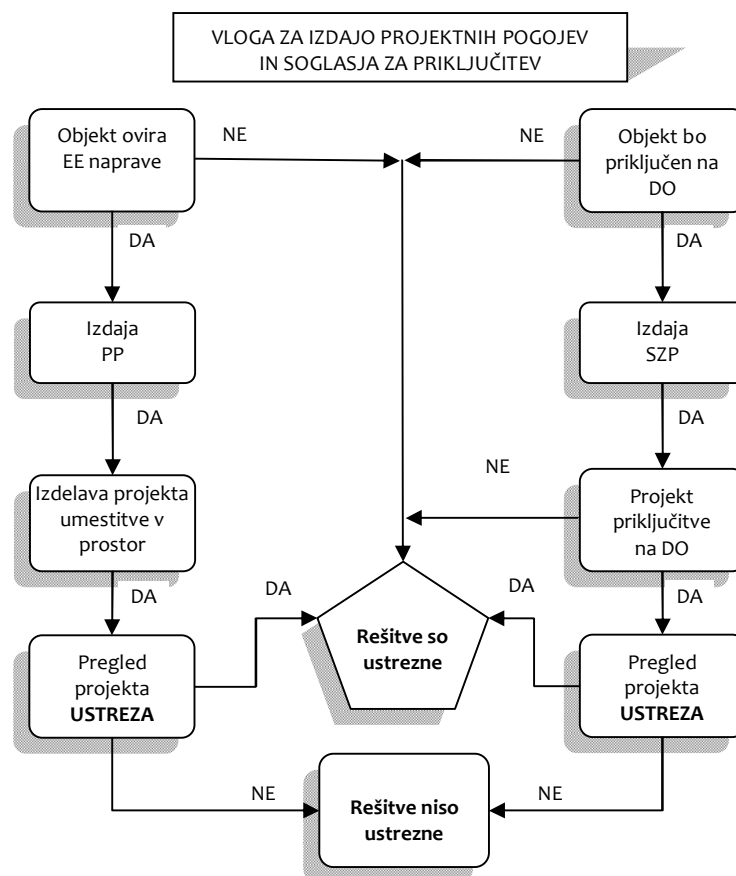 VLOGA ZA IZDAJO PROJEKTNIH POGOJEV
IN SOGLASJA ZA PRIKLJUČITEV
Objekt ovira
EE naprave
NE
NE
Objekt bo
priključen na
DO
DA
DA
Izdaja
PP
Izdaja
SZP
DA
DA
NE
Izdelava projekta
umestitve v
prostor
Projekt
priključitve
na DO
DA
DA
DA
DA
Rešitve so
ustrezne
Pregled
projekta
USTREZA
Pregled
projekta
USTREZA
NE
NE
Rešitve niso
ustrezne